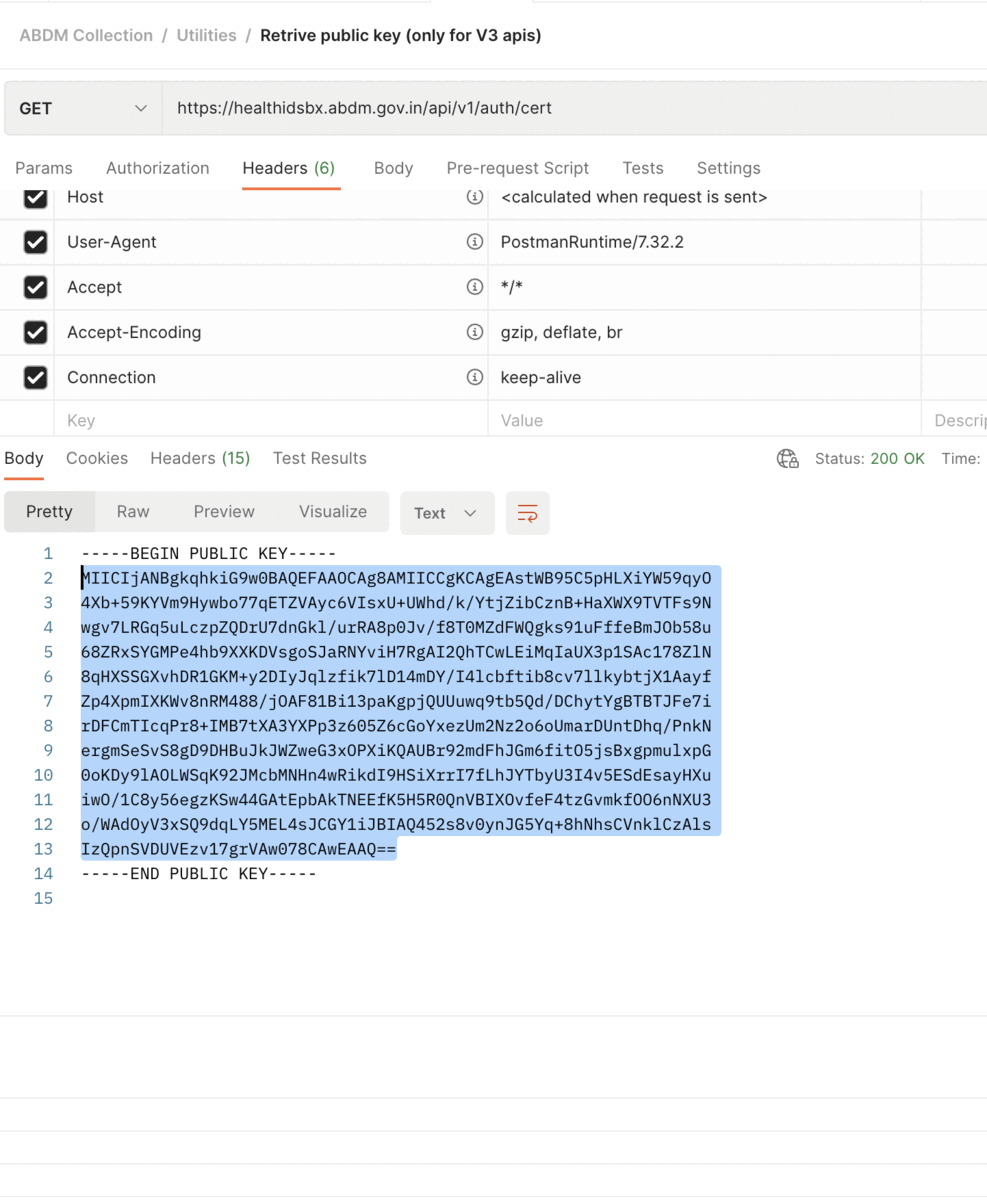 ABDM Collection / Utilities / Retrive public key (only for V3 apis)
GET https://healthidsbx.abdm.gov.in/api/v1/auth/cert
Params Authorization Headers (6) Body Pre-request Script Tests Settings
Host <calculated when request is sent>
User-Agent PostmanRuntime/7.32.2
Accept */*
Accept-Encoding gzip, deflate, br
Connection keep-alive
Key Value Descrip
Body Cookies Headers (15) Test Results Status: 200 OK Time:
Pretty Raw Preview Visualize Text
1 -----BEGIN PUBLIC KEY-----
2 MIICIjANBgkqhkiG9w0BAQEFAAOCAg8AMIICCgKCAgEAstWB95C5pHLXiYW59qyO
3 4Xb+59KYVm9Hywbo77qETZVAyc6VIsxU+UWhd/k/YtjZibCznB+HaXWX9TVTFs9N
4 wgv7LRGq5uLczpZQDrU7dnGkl/urRA8p0Jv/f8T0MZdFWQgks91uFffeBmJOb58u
5 68ZRxSYGMPe4hb9XXKDVsgoSJaRNYviH7RgAI2QhTCwLEiMqIaUX3p1SAc178ZlN
6 8qHXSSGXvhDR1GKM+y2DIyJqlzfik7lD14mDY/I4lcbftib8cv7llkybtjX1Aayf
7 Zp4XpmIXKWv8nRM488/jOAF81Bi13paKgpjQUUuwq9tb5Qd/DChytYgBTBTJFe7i
8 rDFCmTIcqPr8+IMB7tXA3YXPp3z605Z6cGoYxezUm2Nz2o6oUmarDUntDhq/PnkN
9 ergmSeSvS8gD9DHBuJkJWZweG3xOPXiKQAUBr92mdFhJGm6fitO5jsBxgpmulxpG
10 0oKDy9lAOLWSqK92JMcbMNHn4wRikdI9HSiXrrI7fLhJYTbyU3I4v5ESdEsayHXu
11 iwO/1C8y56egzKSw44GAtEpbAkTNEEfK5H5R0QnVBIXOvfeF4tzGvmkfOO6nNXU3
12 o/WAdOyV3xSQ9dqLY5MEL4sJCGY1iJBIAQ452s8v0ynJG5Yq+8hNhsCVnklCzAls
13 IzQpnSVDUVEzv17grVAw078CAwEAAQ==
14 -----END PUBLIC KEY-----
15